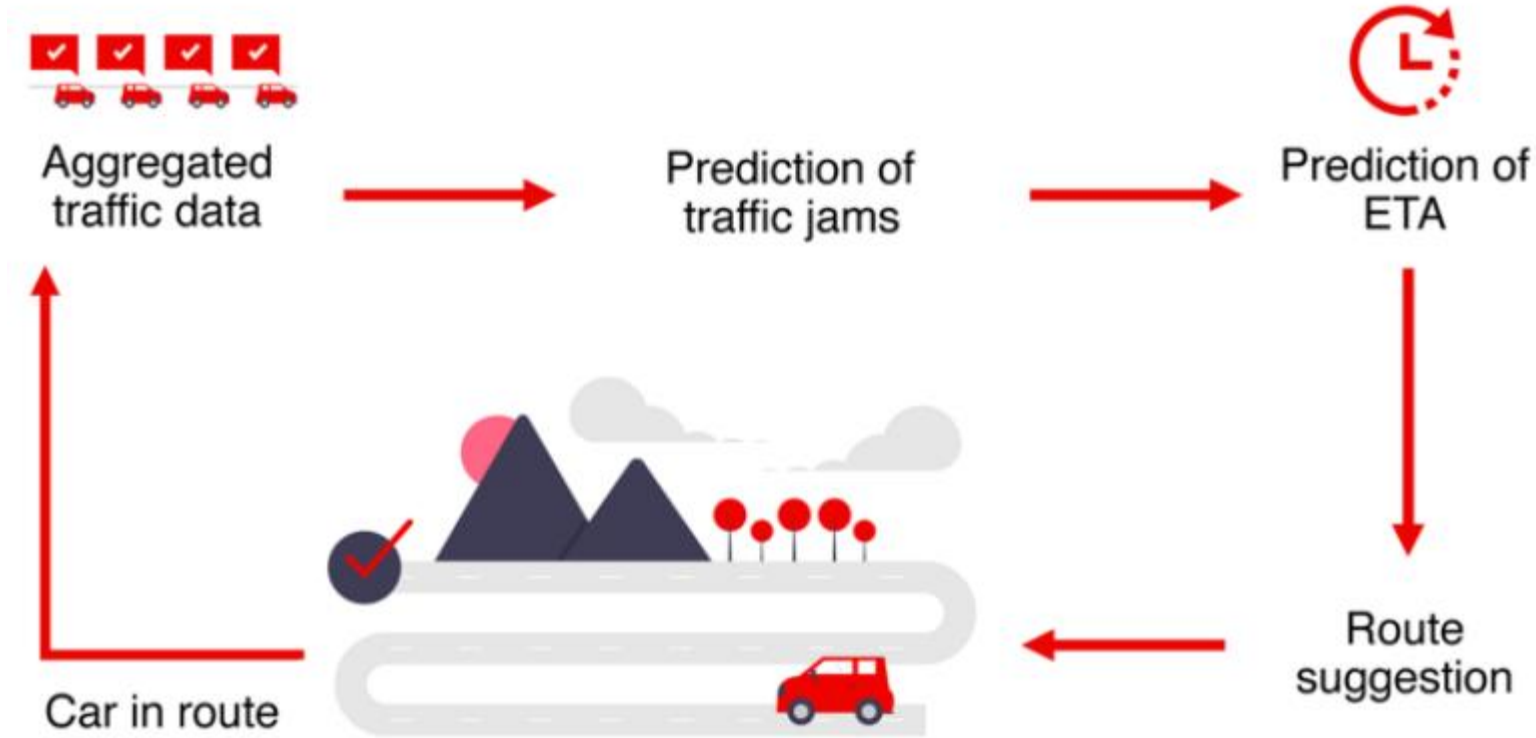 Aggregated
traffic data
Prediction of
traffic jams
Prediction of
ETA
Route
suggestion
Car in route